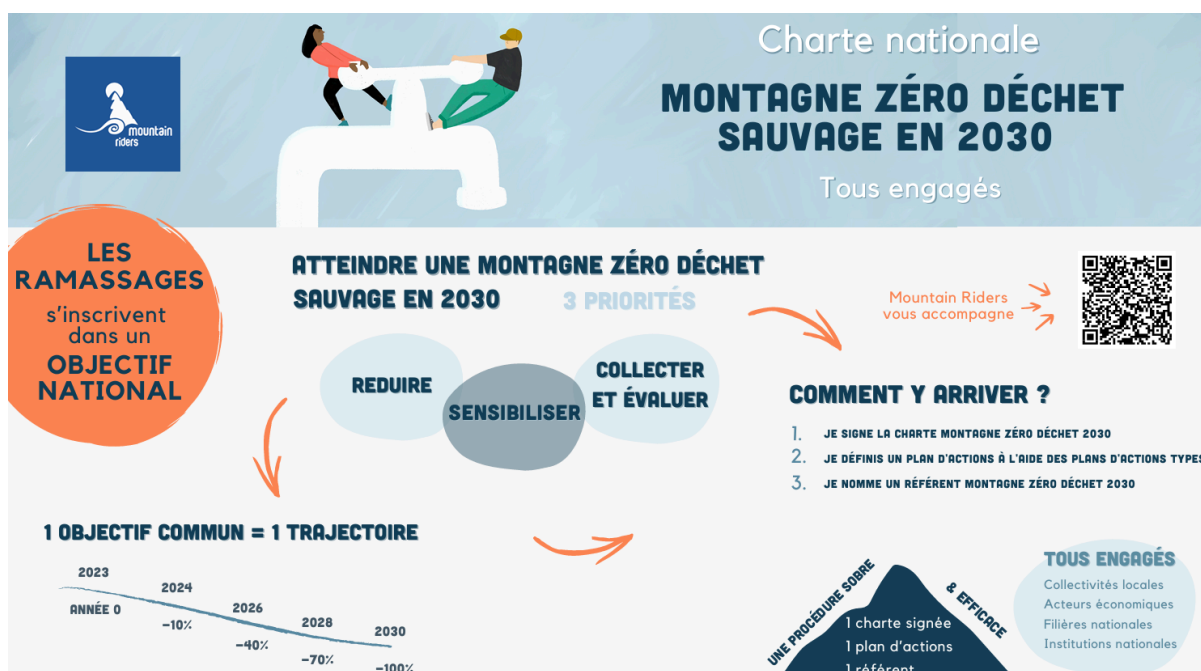 mountain
riders
Charte nationale
MONTAGNE ZÉRO DÉCHET
SAUVAGE EN 2030
Tous engagés
LES
RAMASSAGES
s'inscrivent
dans un
OBJECTIF
NATIONAL
ATTEINDRE UNE MONTAGNE ZÉRO DÉCHET
SAUVAGE EN 2030
3 PRIORITÉS
REDUIRE
SENSIBILISER
COLLECTER
ET ÉVALUER
Mountain Riders
vous accompagne
COMMENT Y ARRIVER ?
1. JE SIGNE LA CHARTE MONTAGNE ZÉRO DÉCHET 2030
2. JE DÉFINIS UN PLAN D'ACTIONS À L'AIDE DES PLANS D'ACTIONS TYPES
3. JE NOMME UN RÉFÉRENT MONTAGNE ZÉRO DÉCHET 2030
1 OBJECTIF COMMUN = 1 TRAJECTOIRE
2023
ANNÉE 0
2024
-10%
2026
-40%
2028
-70%
2030
-100%
UNE PROCÉDURE SOBRE
& EFFICACE
1 charte signée
1 plan d'actions
1 référent
TOUS ENGAGÉS
Collectivités locales
Acteurs économiques
Filières nationales
Institutions nationales